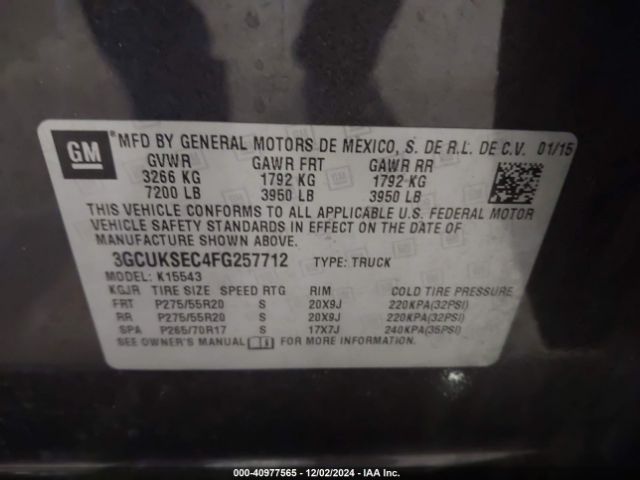 GM
MFD BY GENERAL MOTORS DE MEXICO, S. DE R.L. DE C.V. 01/15
GVWR GAWR FRT GAWR RR
3266 KG 1792 KG 1792 KG
7200 LB 3950 LB 3950 LB
THIS VEHICLE CONFORMS TO ALL APPLICABLE U.S. FEDERAL MOTOR
VEHICLE SAFETY STANDARDS IN EFFECT ON THE DATE OF
MANUFACTURE SHOWN ABOVE.
3GCUKSEC4FG257712 TYPE: TRUCK
MODEL: K15543
KGJR TIRE SIZE SPEED RTG RIM COLD TIRE PRESSURE
FRT P275/55R20 S 20X9J 220KPA(32PSI)
RR P275/55R20 S 20X9J 220KPA(32PSI)
SPA P265/70R17 S 17X7J 240KPA(35PSI)
SEE OWNER'S MANUAL FOR MORE INFORMATION.
© 40977565 - 12/02/2024 - IAA Inc.